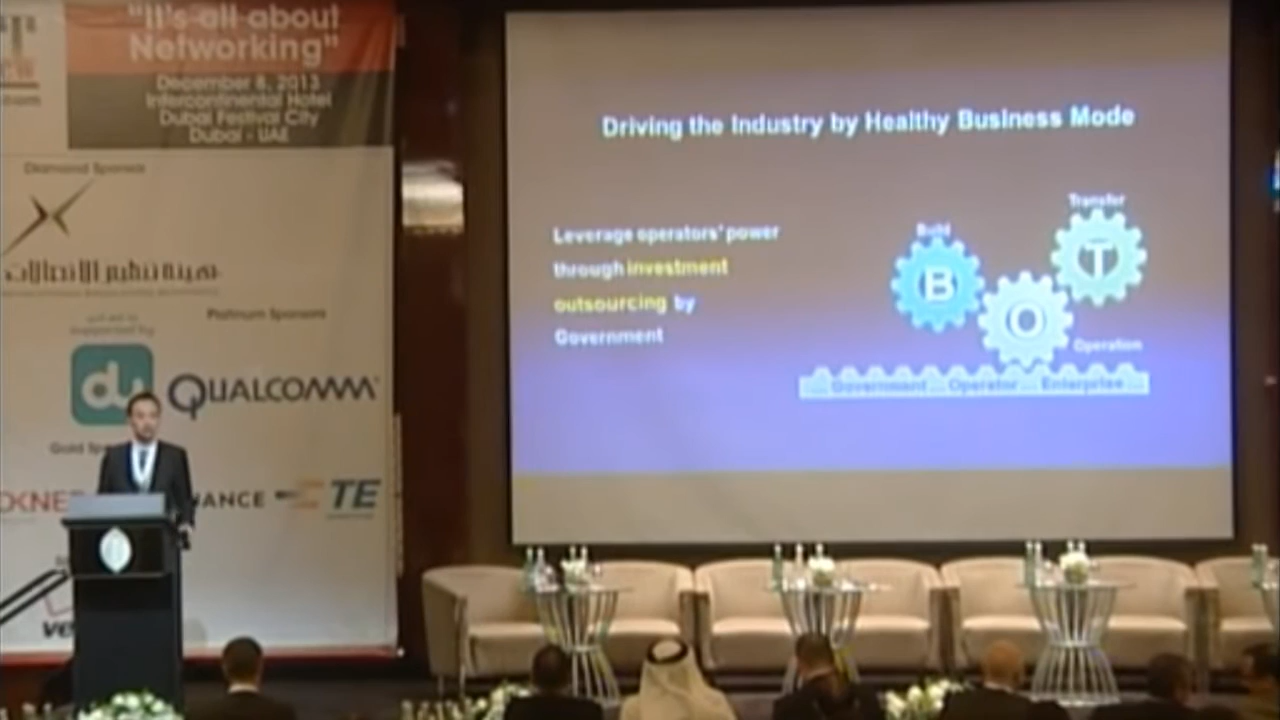 "It's all about
Networking"
December 8, 2013
Intercontinental Hotel
Dubai Festival City
Dubai - UAE
Diamond Sponsor
هيئة تنظيم الاتصالات
Platinum Sponsors
du
QUALCOMM
Gold
TE
Driving the Industry by Healthy Business Mode
Leverage operators' power
through investment
outsourcing by
Government
Build
B
O
Operation
Transfer
T
Government ... Operator ... Enterprise ...